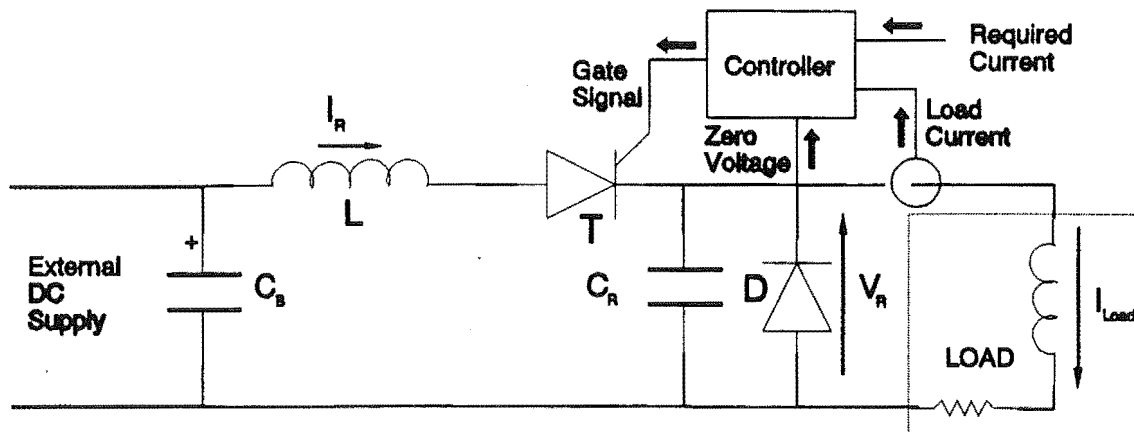 Required
Current
Controller
Gate
Signal
Load
Current
Zero
Voltage
I_R
L
T
+
External
DC
Supply
C_B
C_R
D
V_R
I_Load
LOAD